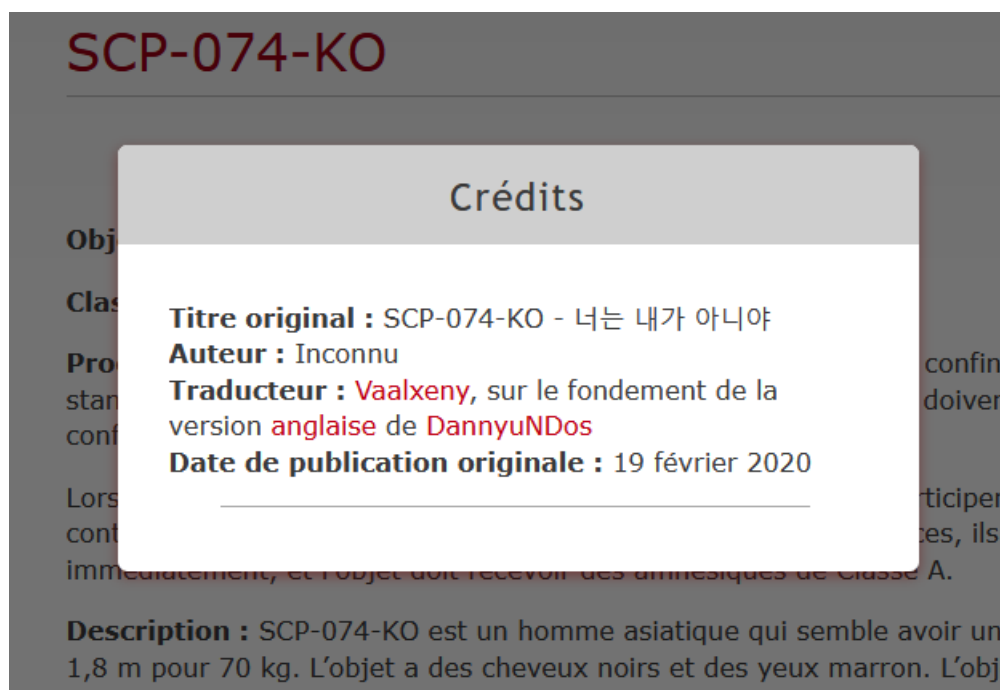 SCP-074-KO
Crédits
Titre original : SCP-074-KO - 너는 내가 아니야
Auteur : Inconnu
Traducteur : Vaalxeny, sur le fondement de la
version anglaise de DannyuNDos
Date de publication originale : 19 février 2020
immédiatement, et l'objet doit recevoir des amnésiques de Classe A.
Description : SCP-074-KO est un homme asiatique qui semble avoir un
1,8 m pour 70 kg. L'objet a des cheveux noirs et des yeux marron. L'obj